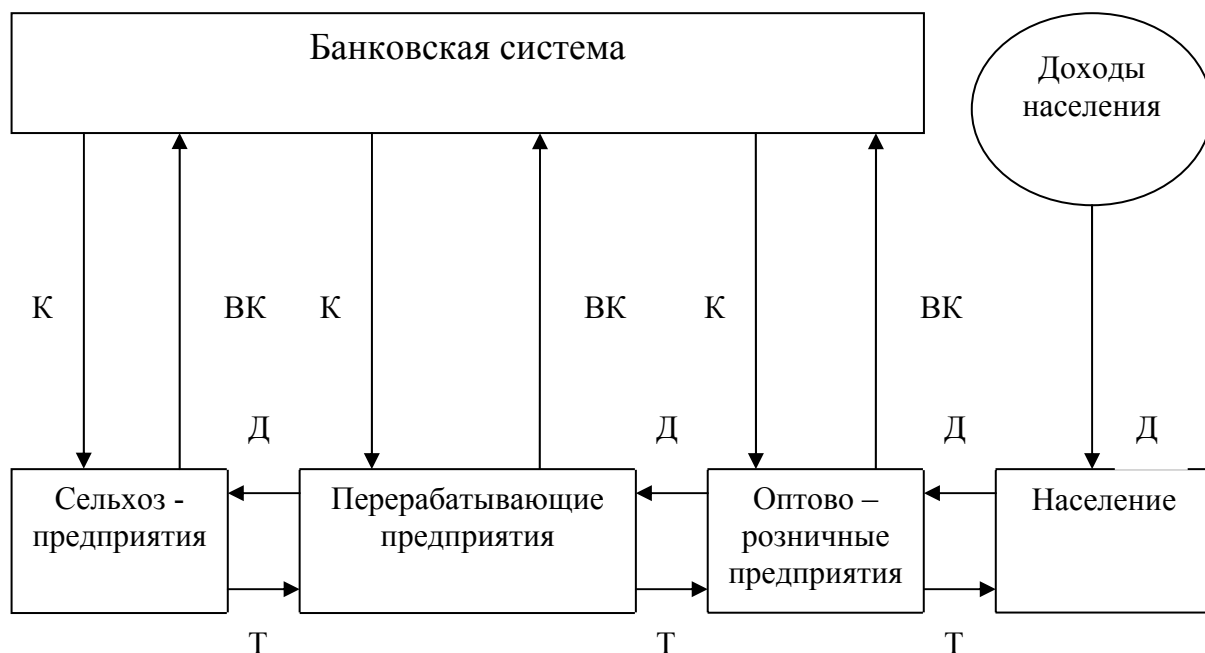 Банковская система
Доходы
населения
К
ВК
К
ВК
К
ВК
Д
Д
Д
Д
Сельхоз -
предприятия
Перерабатывающие
предприятия
Оптово –
розничные
предприятия
Население
Т
Т
Т